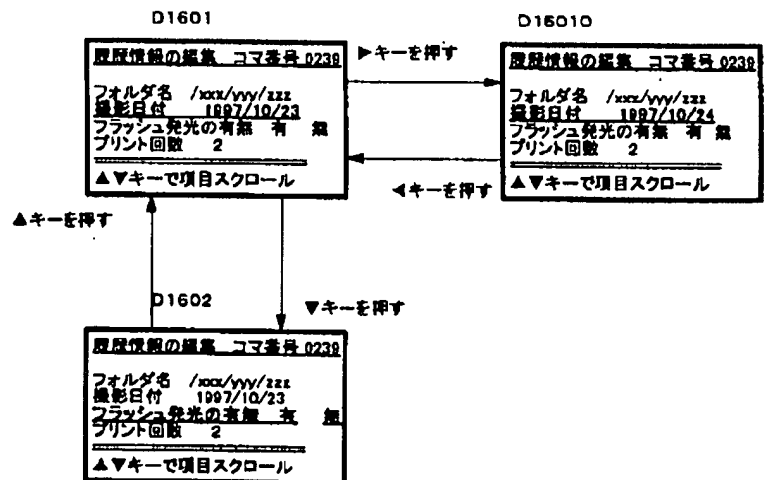 D1601
履歴情報の編集 コマ番号 0239
フォルダ名 /xxx/yyy/zzz
撮影日付 1997/10/23
フラッシュ発光の有無 有 無
プリント回数 2
▲▼キーで項目スクロール
▶キーを押す
◀キーを押す
D16010
履歴情報の編集 コマ番号 0239
フォルダ名 /xxx/yyy/zzz
撮影日付 1997/10/24
フラッシュ発光の有無 有 無
プリント回数 2
▲▼キーで項目スクロール
▲キーを押す
▼キーを押す
D1602
履歴情報の編集 コマ番号 0239
フォルダ名 /xxx/yyy/zzz
撮影日付 1997/10/23
フラッシュ発光の有無 有 無
プリント回数 2
▲▼キーで項目スクロール